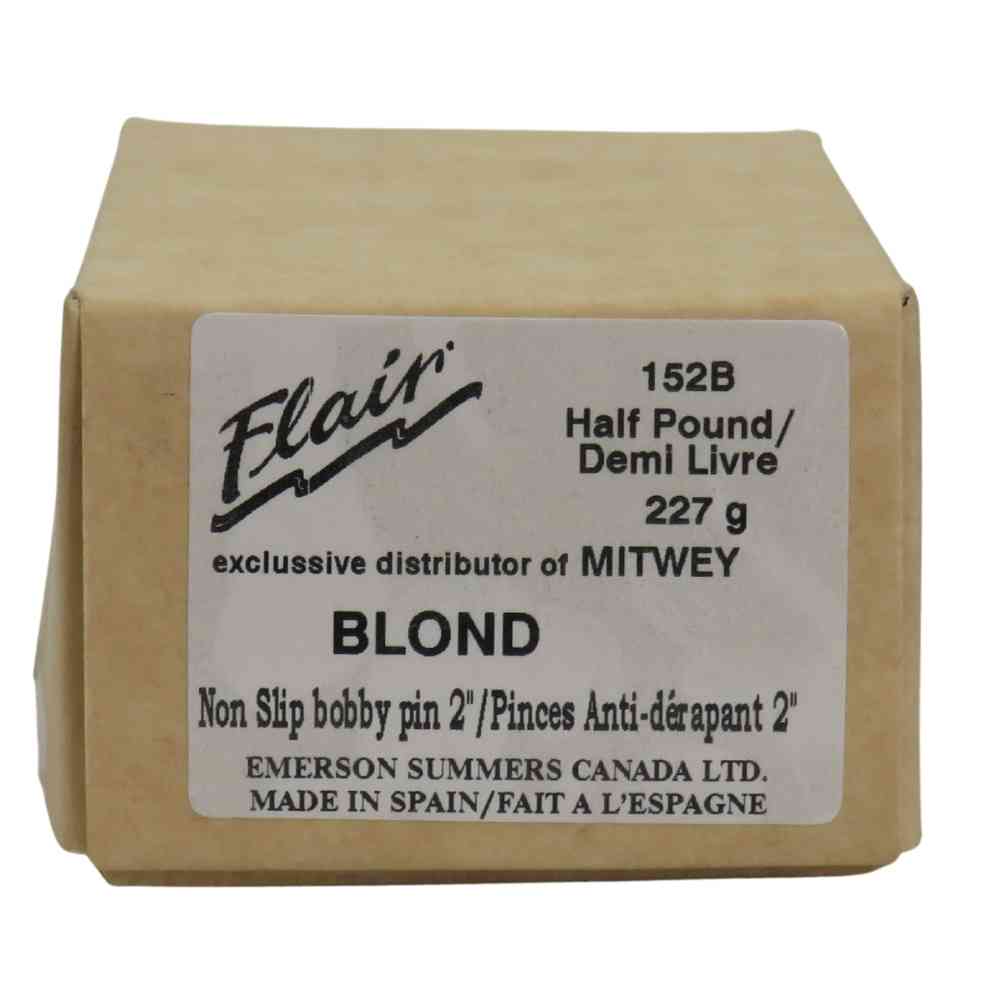 Flair
152B
Half Pound/
Demi Livre
227 g
exclussive distributor of MITWEY
BLOND
Non Slip bobby pin 2"/Pinces Anti-dérapant 2"
EMERSON SUMMERS CANADA LTD.
MADE IN SPAIN/FAIT A L'ESPAGNE